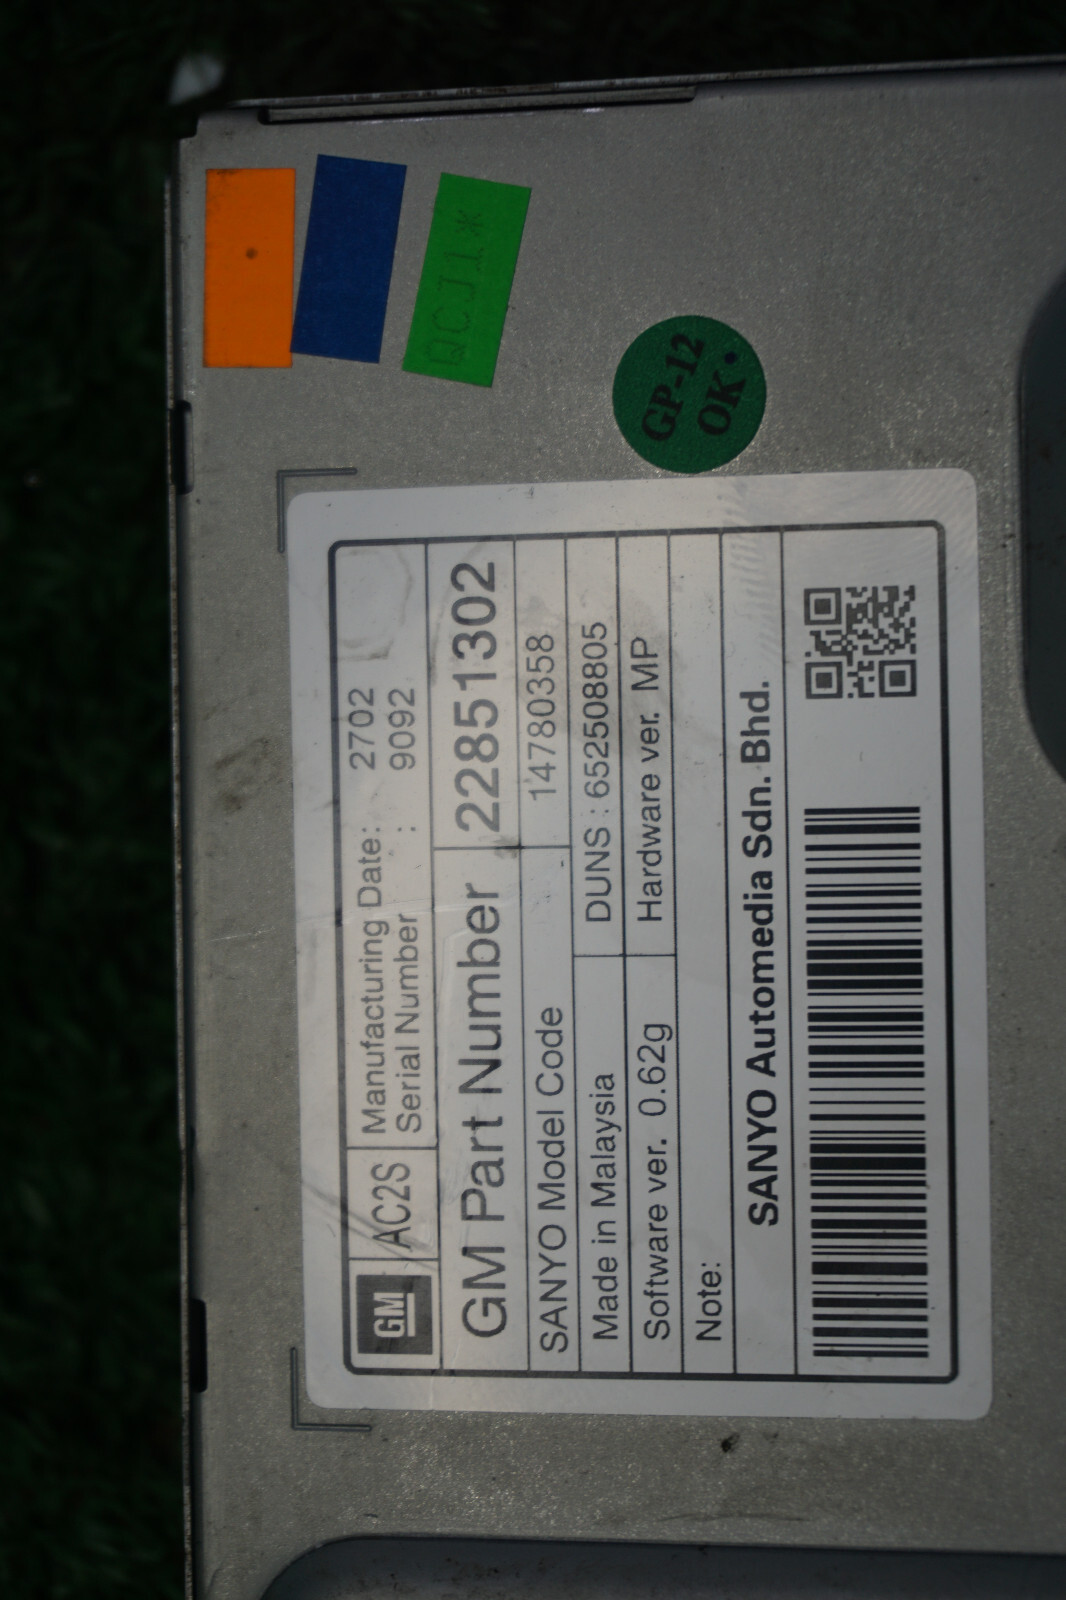 QCJ1*
GP-12
OK
GM AC2S Manufacturing Date: 2702
Serial Number : 9092
GM Part Number 22851302
SANYO Model Code 14780358
Made in Malaysia DUNS : 652508805
Software ver. 0.62g Hardware ver. MP
Note:
SANYO Automedia Sdn. Bhd.